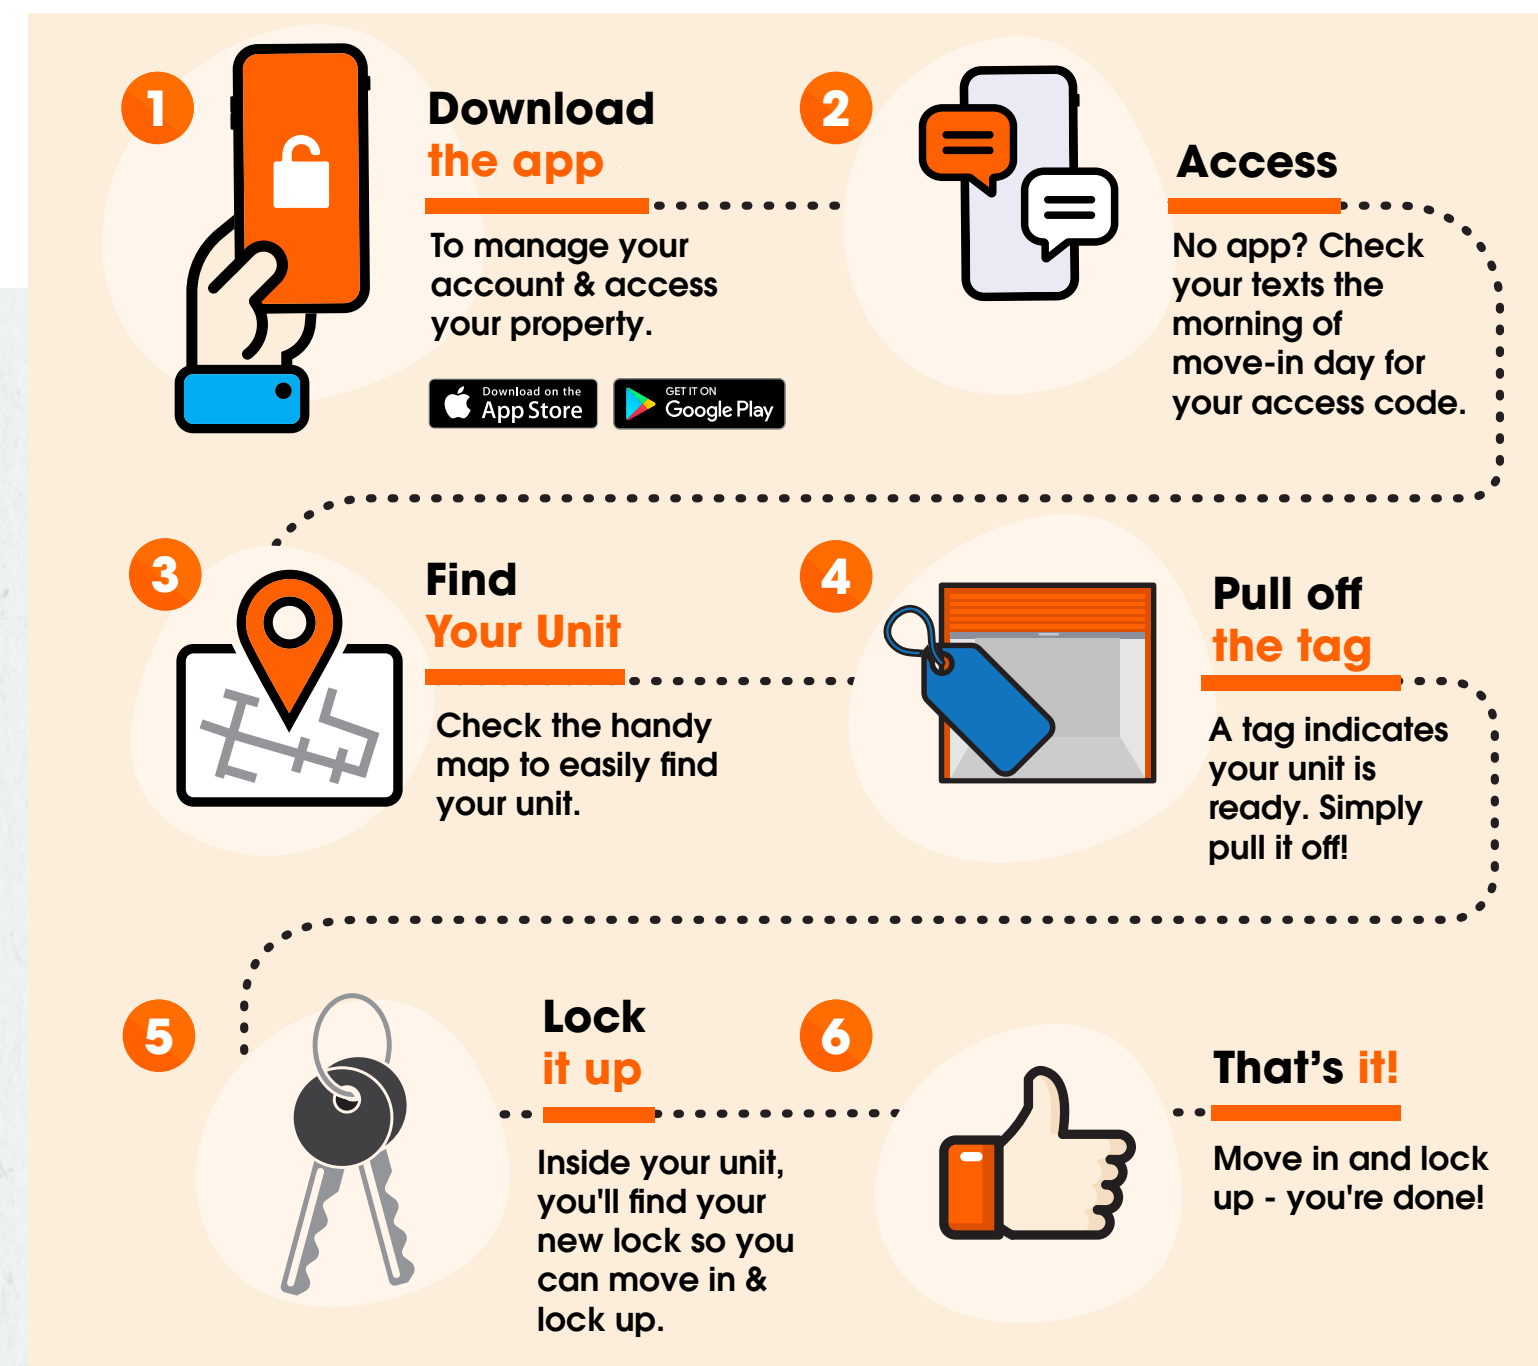 1
Download
the app
To manage your
account & access
your property.
Download on the
App Store
GET IT ON
Google Play
2
Access
No app? Check
your texts the
morning of
move-in day for
your access code.
3
Find
Your Unit
Check the handy
map to easily find
your unit.
4
Pull off
the tag
A tag indicates
your unit is
ready. Simply
pull it off!
5
Lock
it up
Inside your unit,
you'll find your
new lock so you
can move in &
lock up.
6
That's it!
Move in and lock
up - you're done!